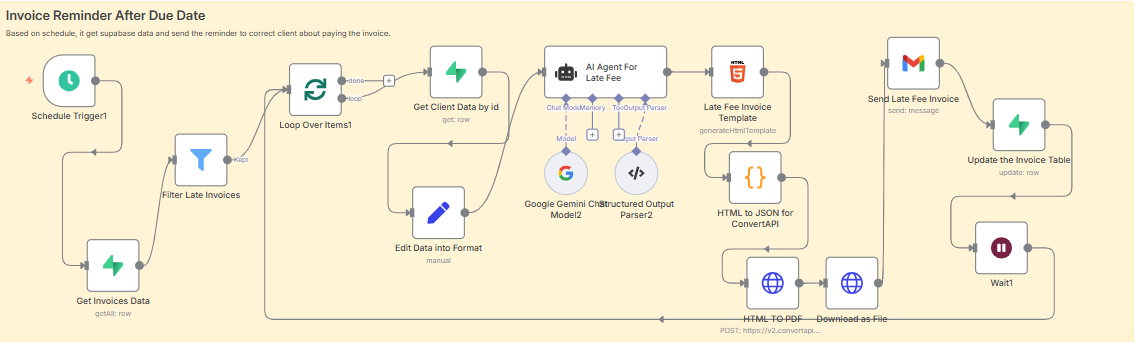 Invoice Reminder After Due Date
Based on schedule, it get supabase data and send the reminder to correct client about paying the invoice.
Schedule Trigger1
Get Invoices Data
getAll: row
Filter Late Invoices
Kept
Loop Over Items1
done
loop
Get Client Data by id
get: row
Edit Data into Format
manual
AI Agent For
Late Fee
Chat Model
Memory
Tool
Output Parser
Model
Google Gemini Chat
Model2
Output Parser
Structured Output
Parser2
HTML
Late Fee Invoice
Template
generateHtmlTemplate
HTML to JSON for
ConvertAPI
HTML TO PDF
POST: https://v2.convertapi....
Download as File
Send Late Fee Invoice
send: message
Update the Invoice Table
update: row
Wait1